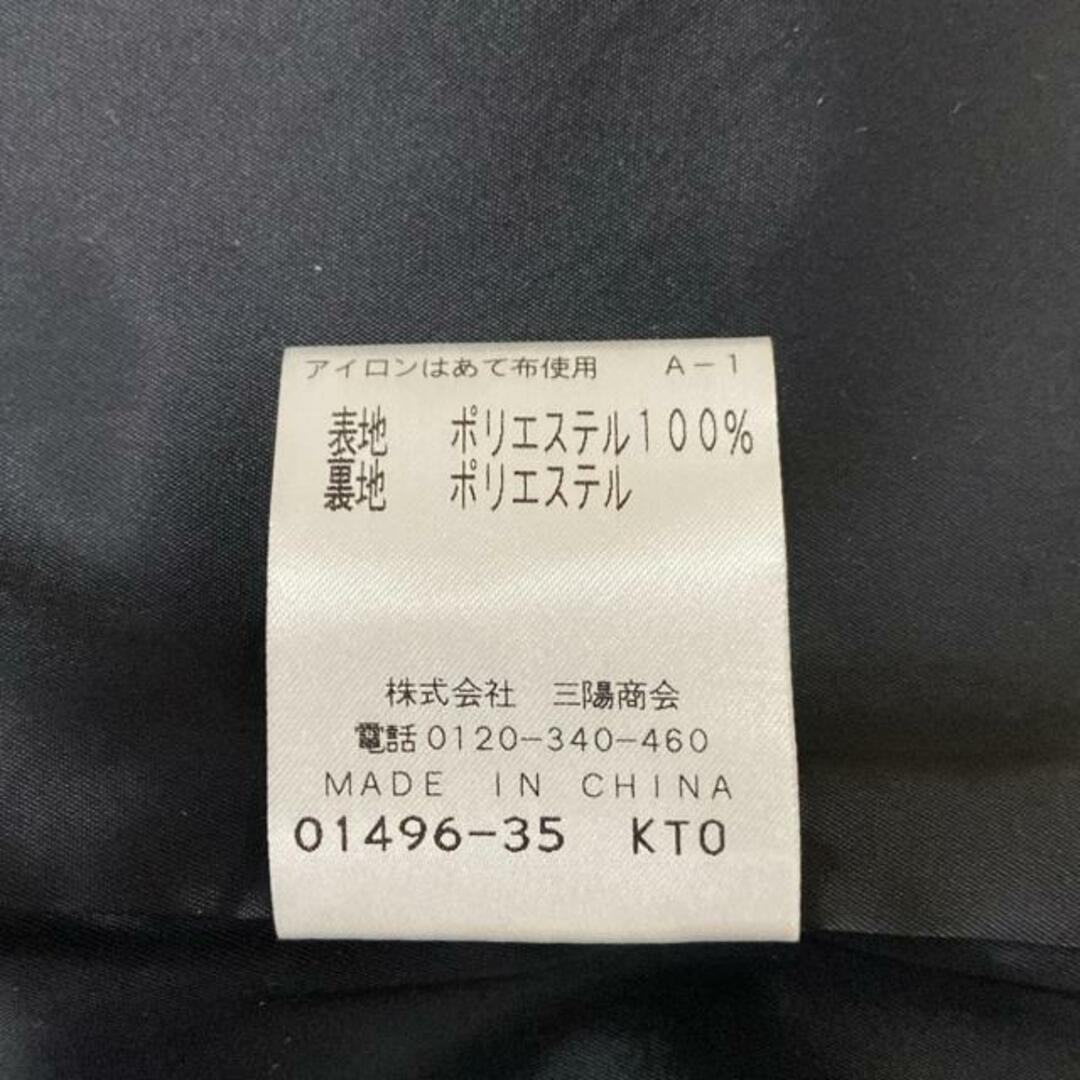 アイロンはあて布使用 A-1
表地 ポリエステル100%
裏地 ポリエステル
株式会社 三陽商会
電話0120-340-460
MADE IN CHINA
01496-35 KTO